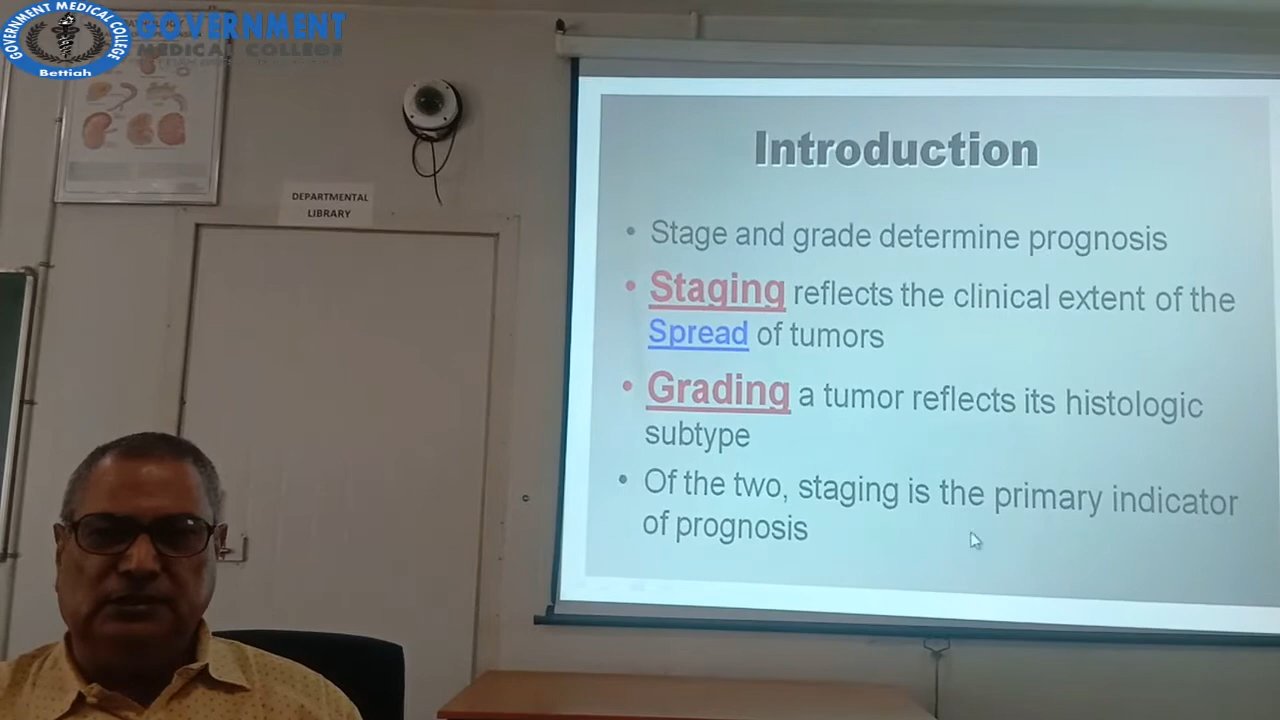 GOVERNMENT MEDICAL COLLEGE
Bettiah
GOVERNMENT
MEDICAL COLLEGE
DEPARTMENTAL
LIBRARY
Introduction
• Stage and grade determine prognosis
• Staging reflects the clinical extent of the
Spread of tumors
• Grading a tumor reflects its histologic
subtype
• Of the two, staging is the primary indicator
of prognosis